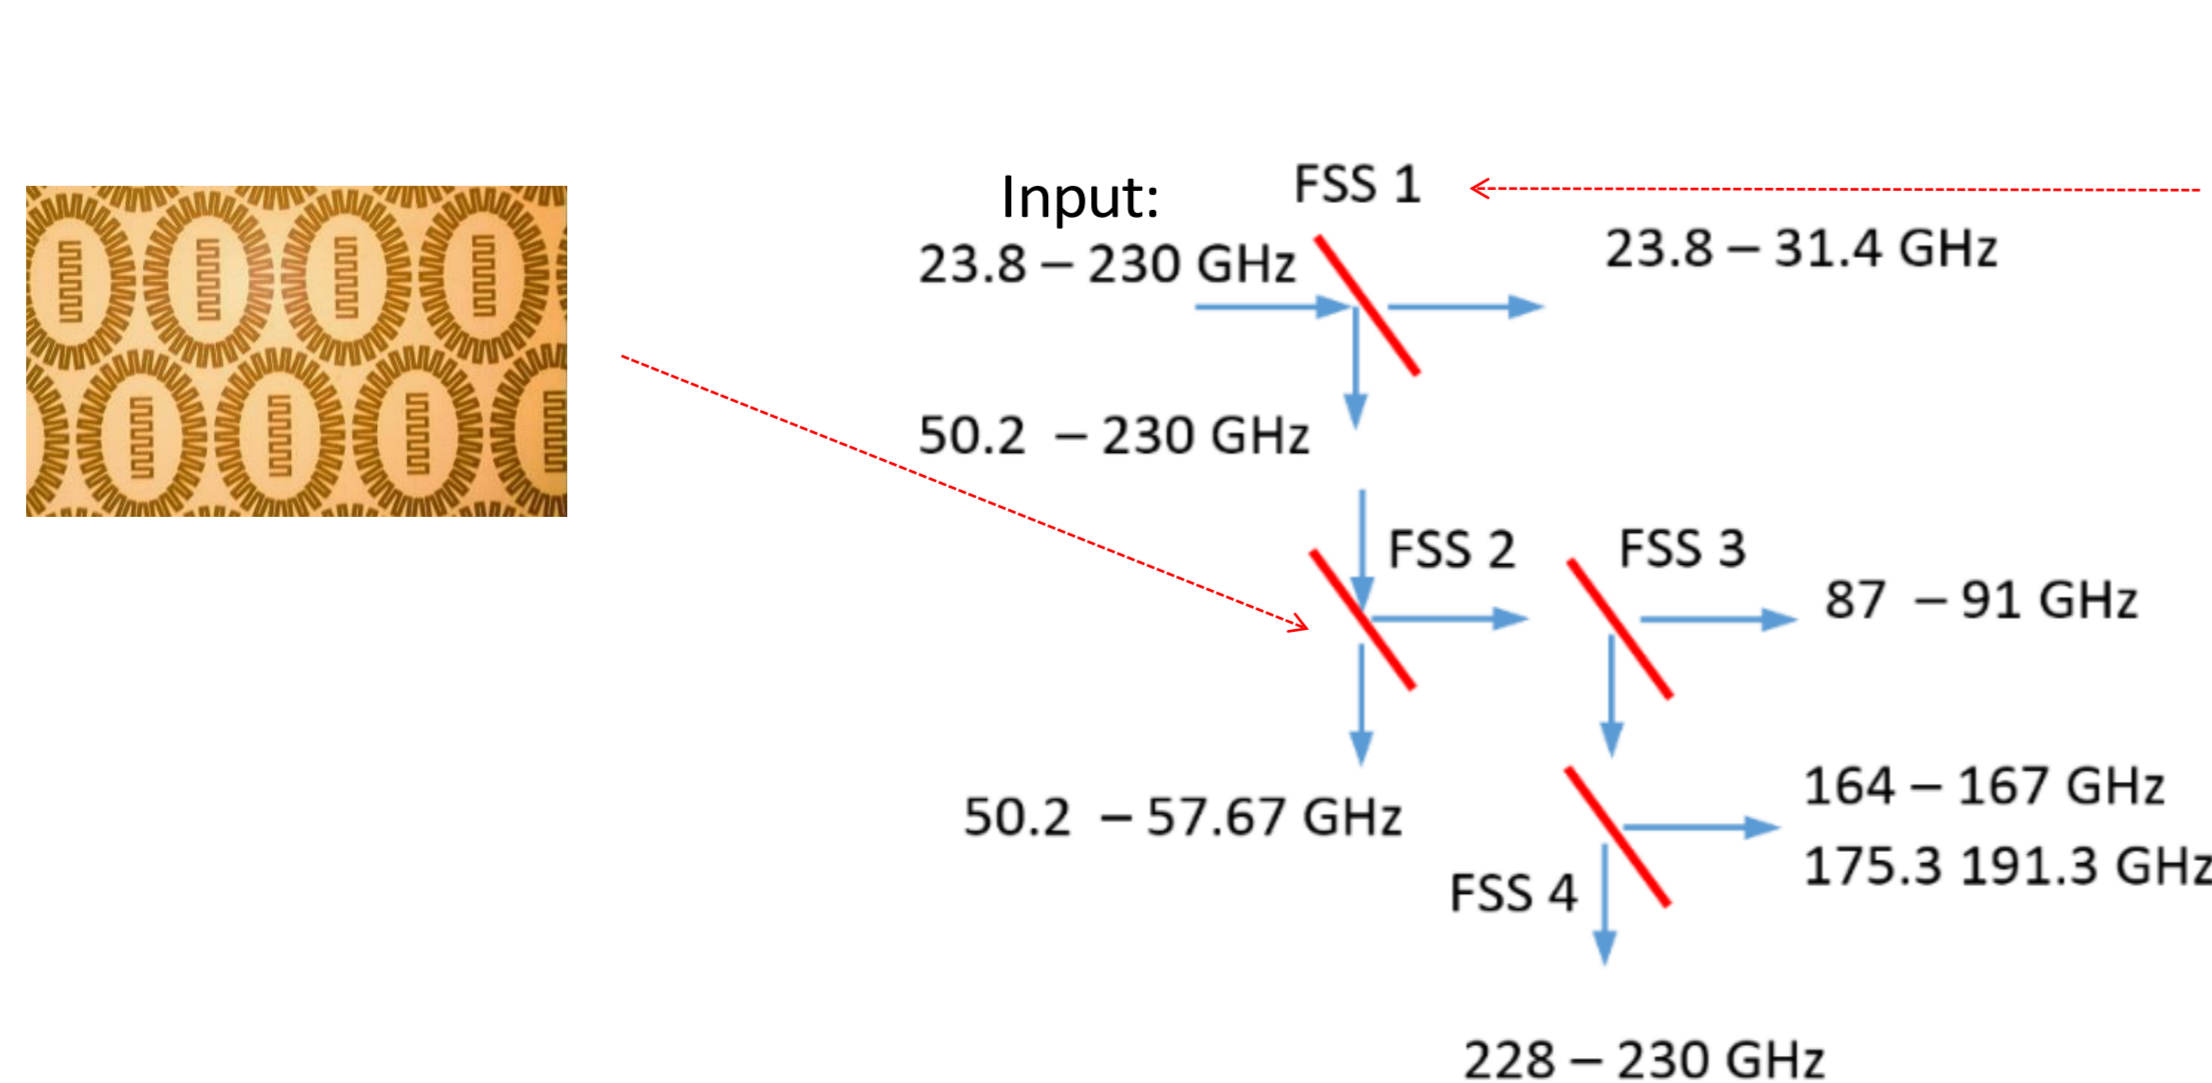 Input:
FSS 1
23.8 – 230 GHz
23.8 – 31.4 GHz
50.2 – 230 GHz
FSS 2
FSS 3
87 – 91 GHz
50.2 – 57.67 GHz
164 – 167 GHz
175.3 191.3 GHz
FSS 4
228 – 230 GHz